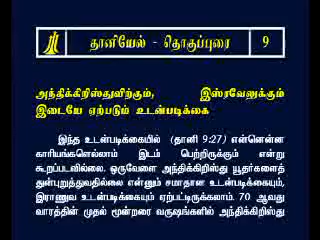 தானியேல் - தொகுப்புரை 9
அந்திக்கிறிஸ்துவிற்கும், இஸ்ரவேலுக்கும்
இடையே ஏற்படும் உடன்படிக்கை
இந்த உடன்படிக்கையில் (தானி 9:27) என்னென்ன
காரியங்களெல்லாம் இடம் பெற்றிருக்கும் என்று
கூறப்படவில்லை. ஒருவேளை அந்திக்கிறிஸ்து யூதர்களைத்
துன்புறுத்துவதில்லை என்னும் சமாதான உடன்படிக்கையும்,
இராணுவ உடன்படிக்கையும் ஏற்பட்டிருக்கலாம். 70 ஆவது
வாரத்தின் முதல் மூன்றரை வருஷங்களில் அந்திக்கிறிஸ்து